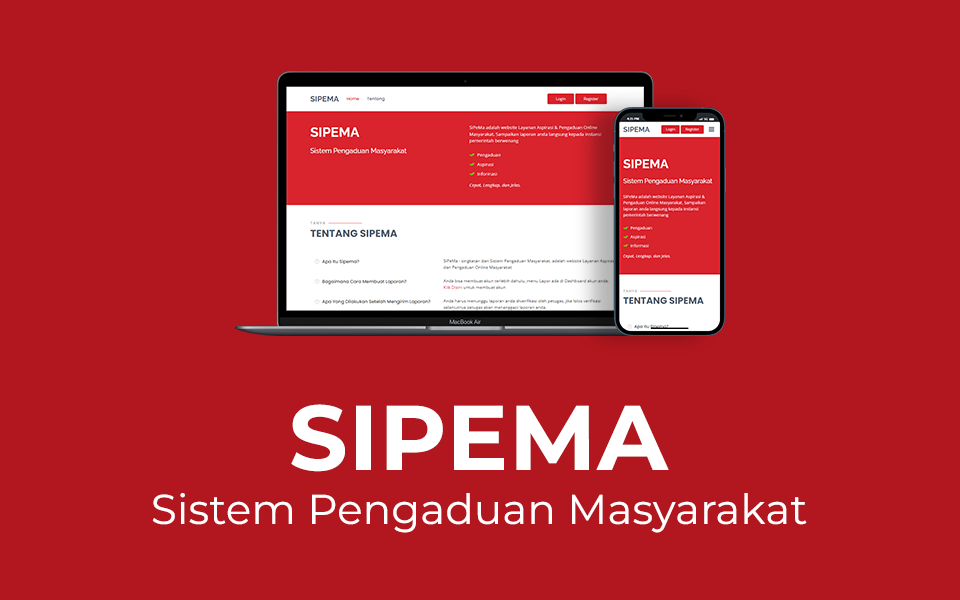 SIPEMA Home Tentang Login Register
SIPEMA
Sistem Pengaduan Masyarakat
SiPeMa adalah website Layanan Aspirasi & Pengaduan Online
Masyarakat, Sampaikan laporan anda langsung kepada instansi
pemerintah berwenang
Pengaduan
Aspirasi
Informasi
Cepat, Lengkap, dan jelas.
TANYA
TENTANG SIPEMA
Apa Itu Sipema?
SiPeMa - singkatan dari Sistem Pengaduan Masyarakat, adalah website Layanan Aspirasi
dan Pengaduan Online Masyarakat
Bagaimana Cara Membuat Laporan?
Anda bisa membuat akun terlebih dahulu, menu Lapor ada di Dashboard akun anda
Klik Disini untuk membuat akun
Apa Yang Dilakukan Setelah Mengirim Laporan?
Anda harus menunggu laporan anda diverifikasi oleh petugas, jika lolos verifikasi
selanjutnya petugas akan menanggapi laporan anda.
MacBook Air
SIPEMA Login Register
SIPEMA
Sistem Pengaduan Masyarakat
SiPeMa adalah website Layanan Aspirasi &
Pengaduan Online Masyarakat, Sampaikan
laporan anda langsung kepada instansi
pemerintah berwenang
Pengaduan
Aspirasi
Informasi
Cepat, Lengkap, dan jelas.
TANYA
TENTANG SIPEMA
Apa Itu Sipema?
SIPEMA
Sistem Pengaduan Masyarakat